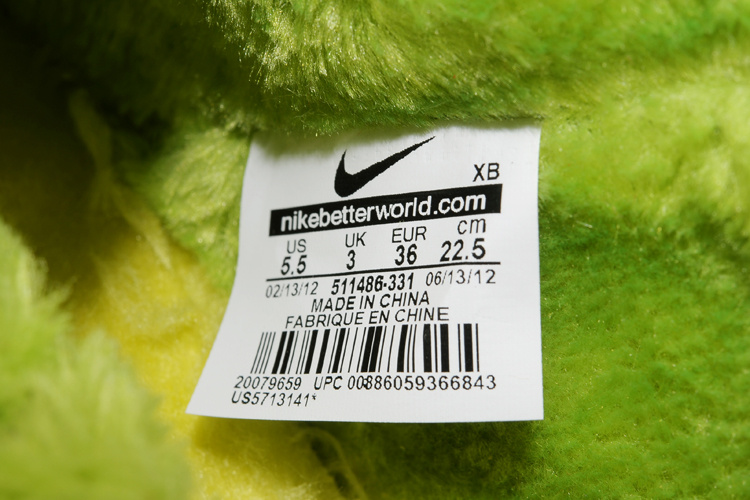 XB
nikebetterworld.com
US UK EUR cm
5.5 3 36 22.5
02/13/12 511486-331 06/13/12
MADE IN CHINA
FABRIQUE EN CHINE
20079659 UPC 00886059366843
US5713141*